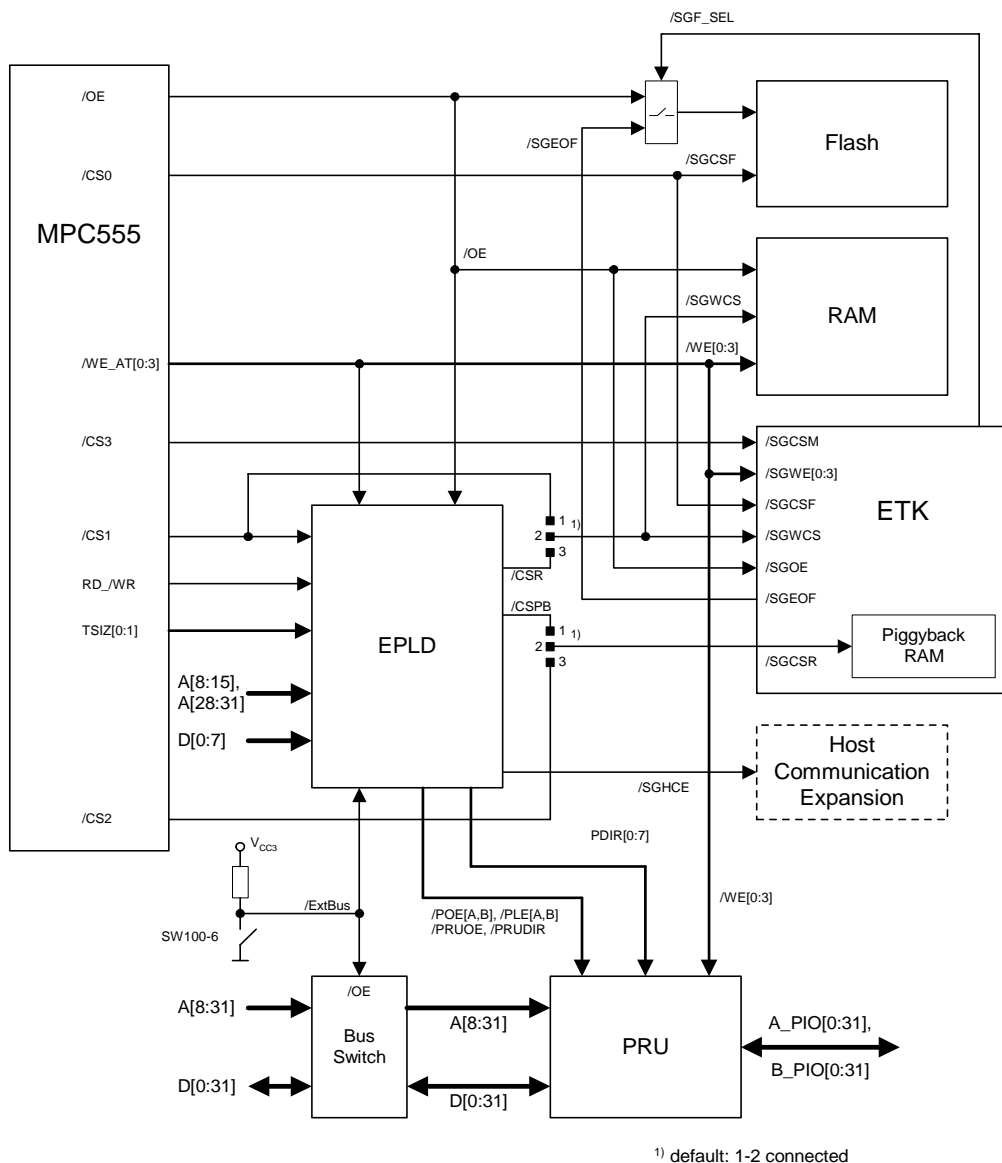 /SGF_SEL
/OE
/SGEOF
Flash
/CS0
/SGCSF
MPC555
/OE
/SGWCS
RAM
/WE_AT[0:3]
/WE[0:3]
/CS3
/SGCSM
/SGWE[0:3]
/SGCSF
ETK
1 1)
/CS1
2
/SGWCS
3
/CSR
/SGOE
RD_/WR
/SGEOF
/CSPB
TSIZ[0:1]
EPLD
1 1)
2
Piggyback
RAM
/SGCSR
3
A[8:15],
A[28:31]
D[0:7]
Host
Communication
Expansion
/SGHCE
/CS2
VCC3
PDIR[0:7]
/ExtBus
/POE[A,B], /PLE[A,B]
/PRUOE, /PRUDIR
/WE[0:3]
SW100-6
/OE
A[8:31]
A[8:31]
Bus
Switch
PRU
A_PIO[0:31],
B_PIO[0:31]
D[0:31]
D[0:31]
1) default: 1-2 connected